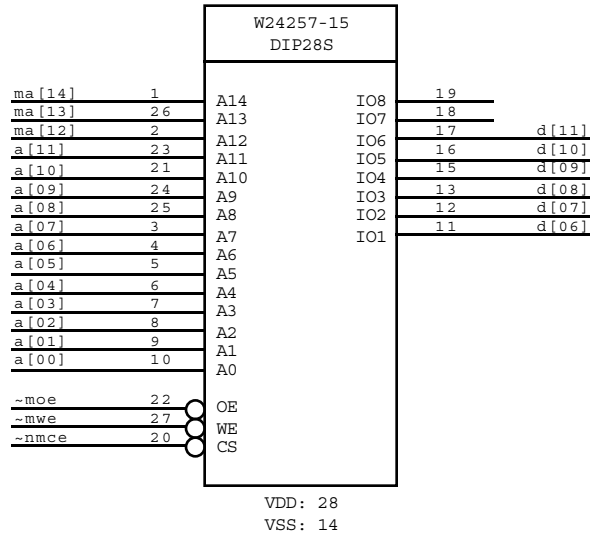 W24257-15
DIP28S
ma[14] 1 A14 IO8 19
ma[13] 26 A13 IO7 18
ma[12] 2 A12 IO6 17 d[11]
a[11] 23 A11 IO5 16 d[10]
a[10] 21 A10 IO4 15 d[09]
a[09] 24 A9 IO3 13 d[08]
a[08] 25 A8 IO2 12 d[07]
a[07] 3 A7 IO1 11 d[06]
a[06] 4 A6
a[05] 5 A5
a[04] 6 A4
a[03] 7 A3
a[02] 8 A2
a[01] 9 A1
a[00] 10 A0
~moe 22 OE
~mwe 27 WE
~nmce 20 CS
VDD: 28
VSS: 14